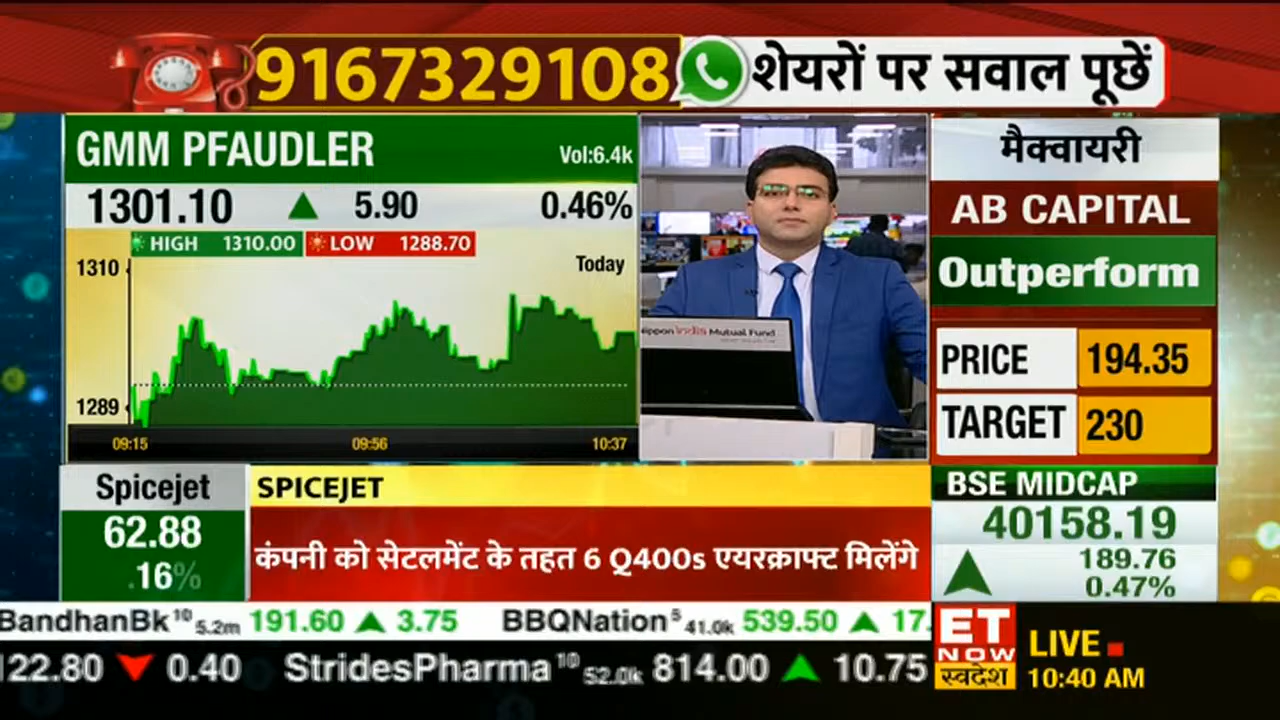 9167329108 शेयरों पर सवाल पूछें
GMM PFAUDLER Vol:6.4k
1301.10 ▲ 5.90 0.46%
HIGH 1310.00 LOW 1288.70
Today
1310
1289
09:15 09:56 10:37
nippon india Mutual Fund
मैक्वायरी
AB CAPITAL
Outperform
PRICE 194.35
TARGET 230
Spicejet
62.88
.16%
SPICEJET
कंपनी को सेटलमेंट के तहत 6 Q400s एयरक्राफ्ट मिलेंगे
BSE MIDCAP
40158.19
▲ 189.76
0.47%
BandhanBk 10 5.2m 191.60 ▲ 3.75 BBQNation 5 41.0k 539.50 ▲ 17.
122.80 ▼ 0.40 StridesPharma 10 52.0k 814.00 ▲ 10.75
ET
NOW
स्वदेश
LIVE
10:40 AM